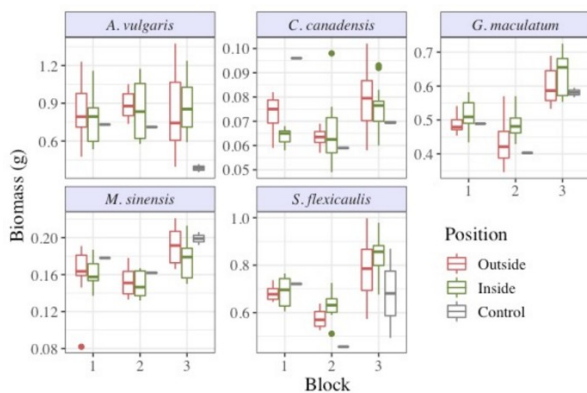 A. vulgaris
C. canadensis
G. maculatum
1.2
0.9
0.6
0.10
0.09
0.08
0.07
0.06
0.05
0.7
0.6
0.5
0.4
Biomass (g)
M. sinensis
S. flexicaulis
0.20
0.16
0.12
0.08
1.0
0.8
0.6
1 2 3
1 2 3
1 2 3
Block
Position
Outside
Inside
Control